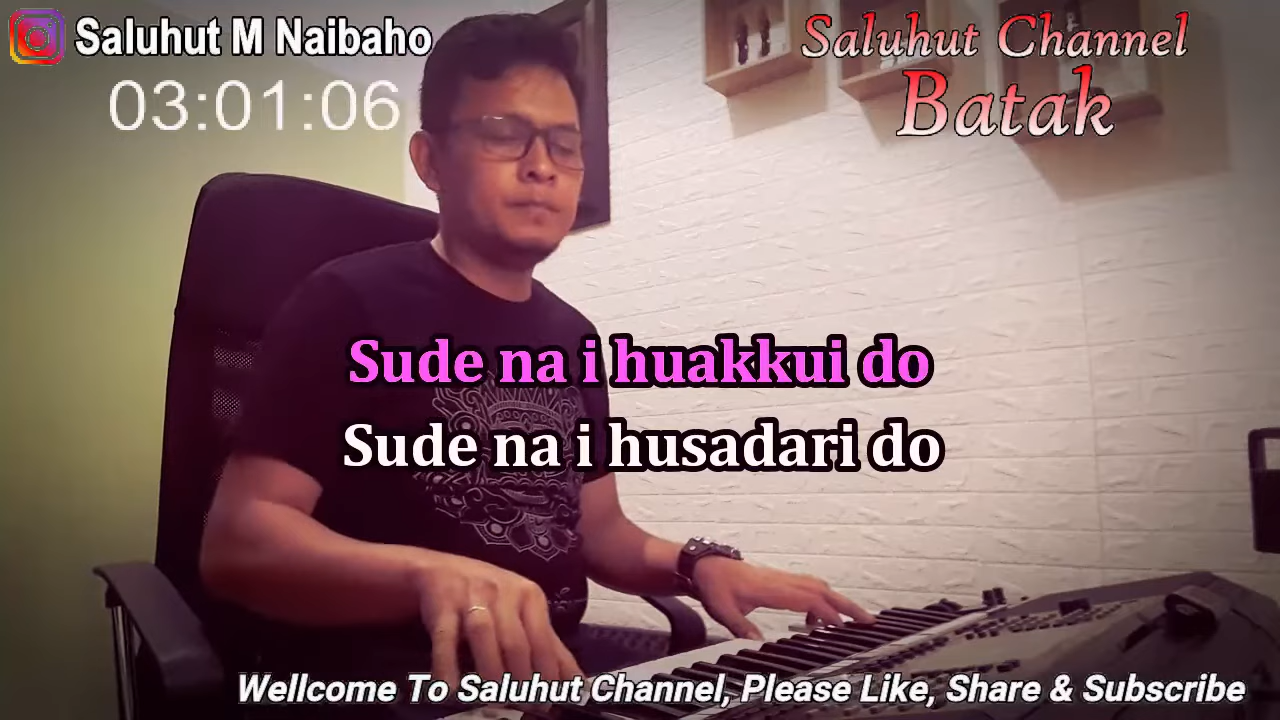 Saluhut M Naibaho
03:01:06
Saluhut Channel
Batak
Sude na i huakkui do
Sude na i husadari do
Wellcome To Saluhut Channel, Please Like, Share & Subscribe